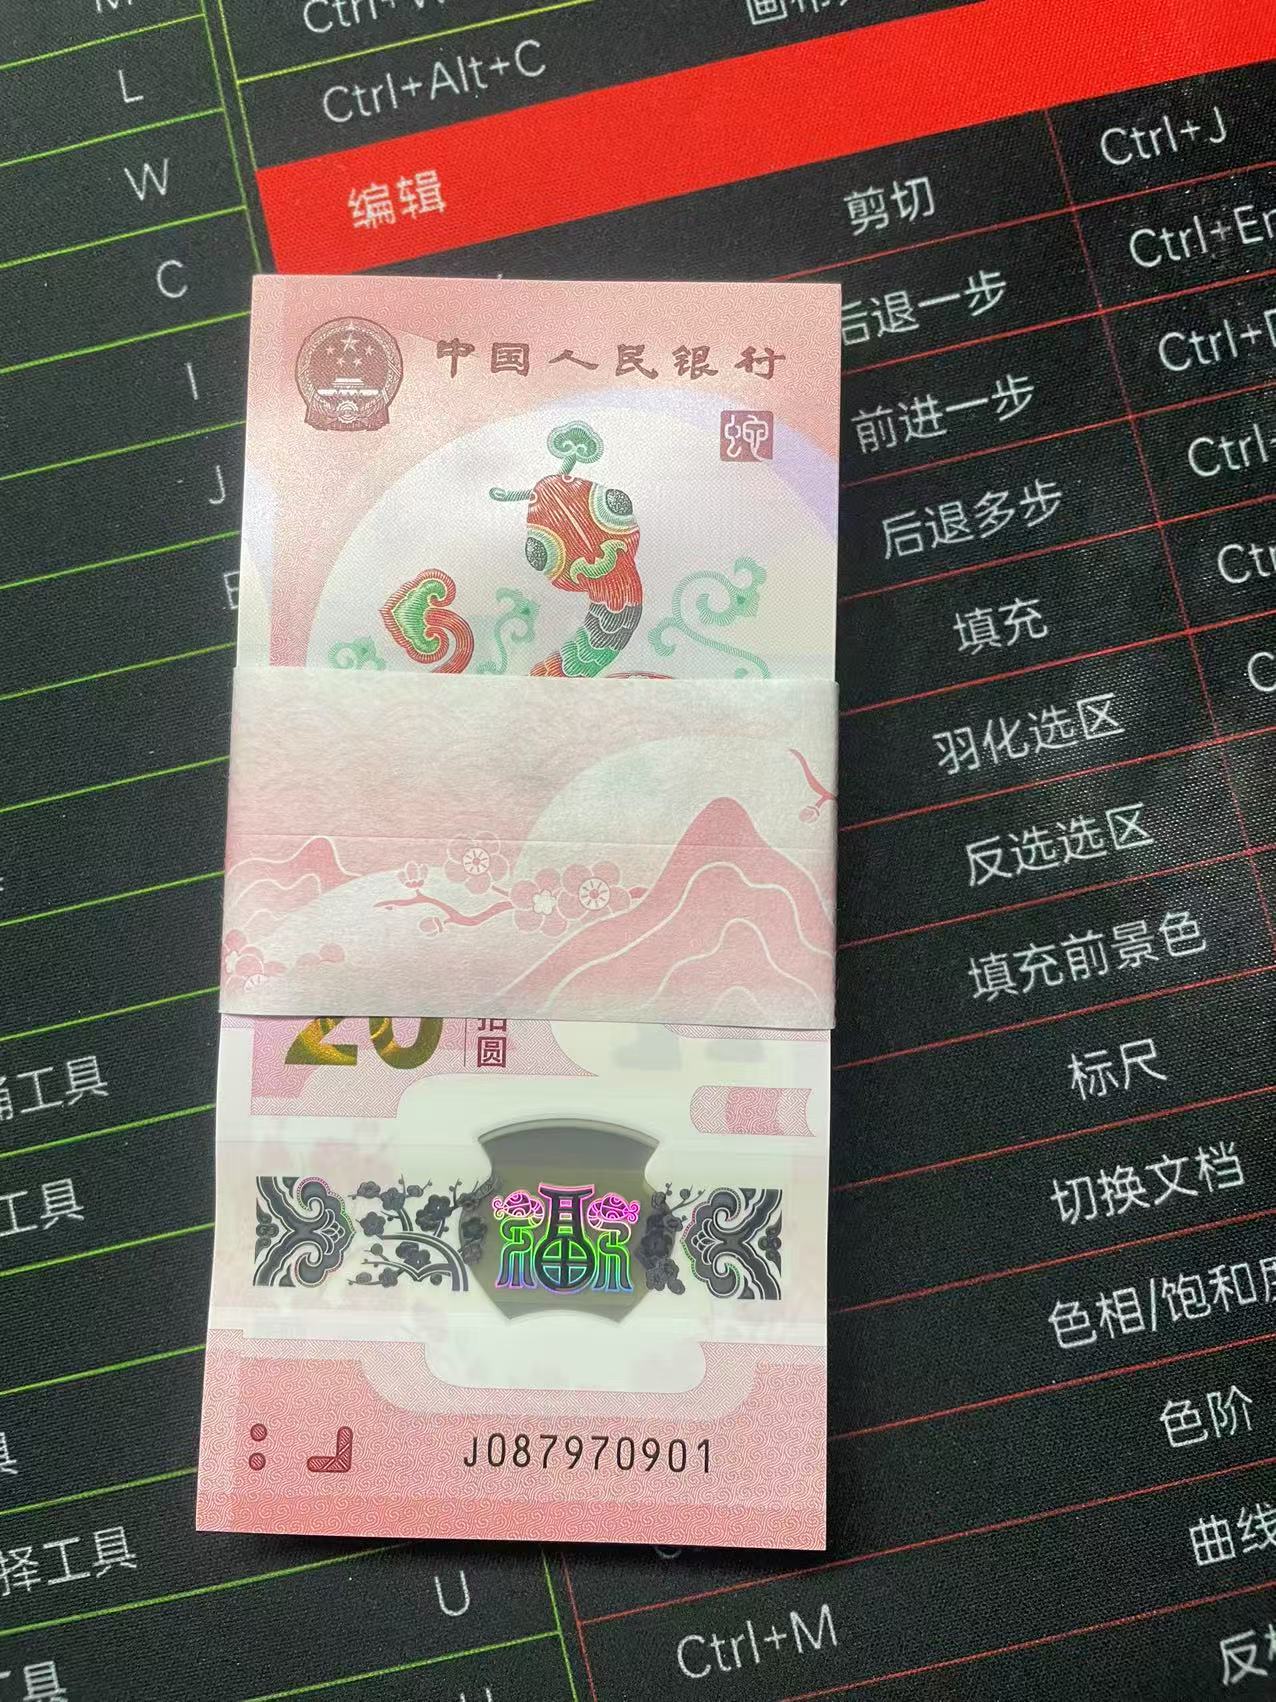 L
Ctrl+Alt+C
W
编辑
剪切
Ctrl+J
C
后退一步
I
前进一步
J
后退多步
填充
羽化选区
反选选区
填充前景色
标尺
工具
切换文档
工具
色相/饱和
色阶
曲线
择工具
U
Ctrl+M
工具
中国人民银行
蛇
20
拾圆
福
J087970901